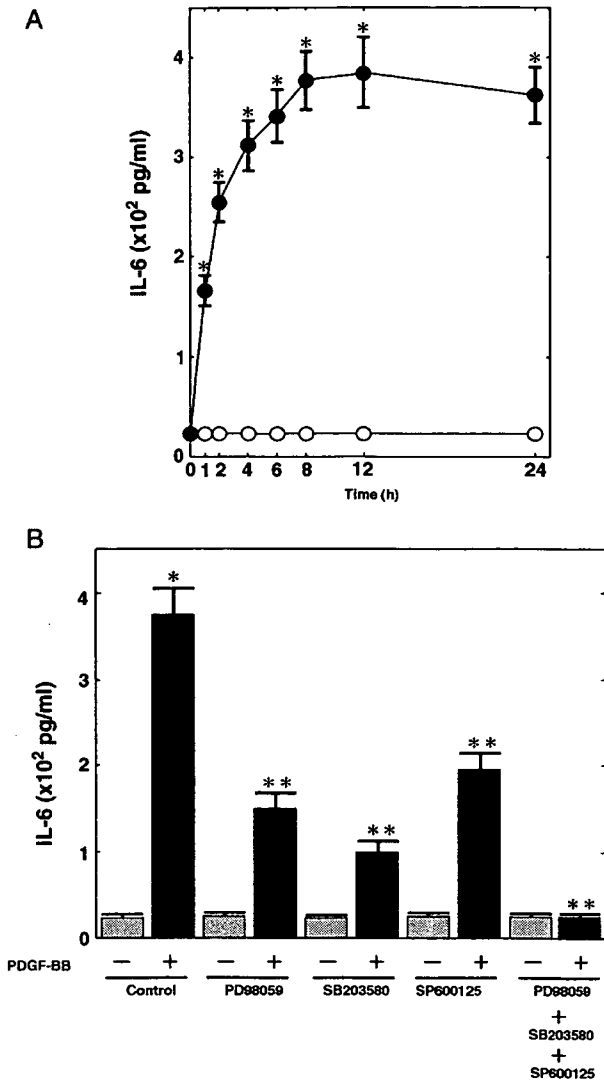 A
IL-6 (x10² pg/ml)
4
3
2
1
0
* * * * * * * *
0 1 2 4 6 8 12 24
Time (h)
B
IL-6 (x10² pg/ml)
4
3
2
1
0
* ** ** ** **
PDGF-BB − + − + − + − + − +
Control PD98059 SB203580 SP600125 PD98059
+
SB203580
+
SP600125